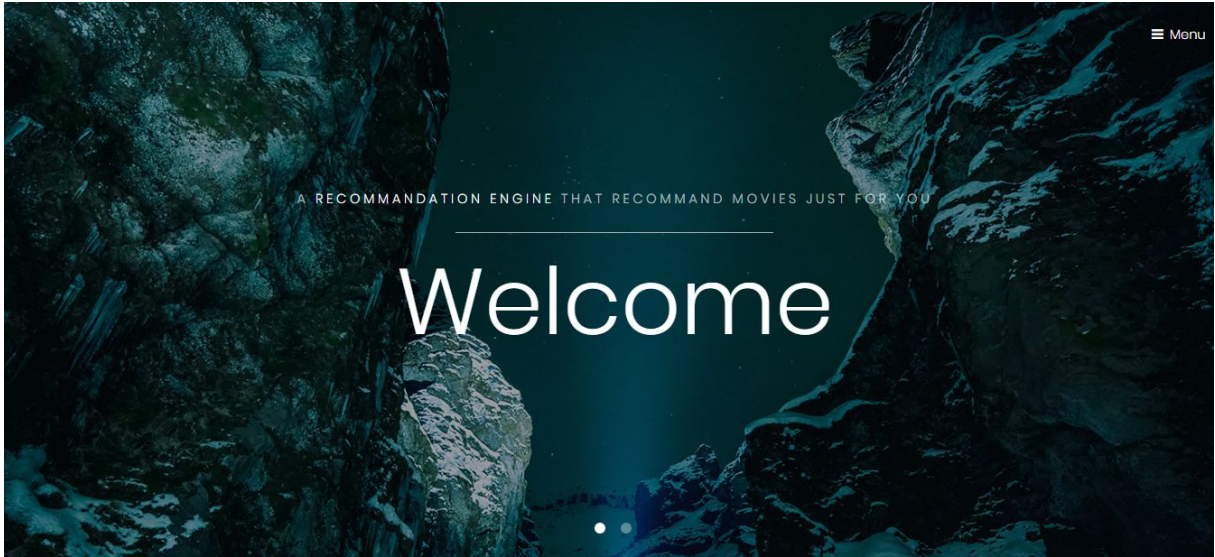 Menu
A RECOMMANDATION ENGINE THAT RECOMMAND MOVIES JUST FOR YOU
Welcome